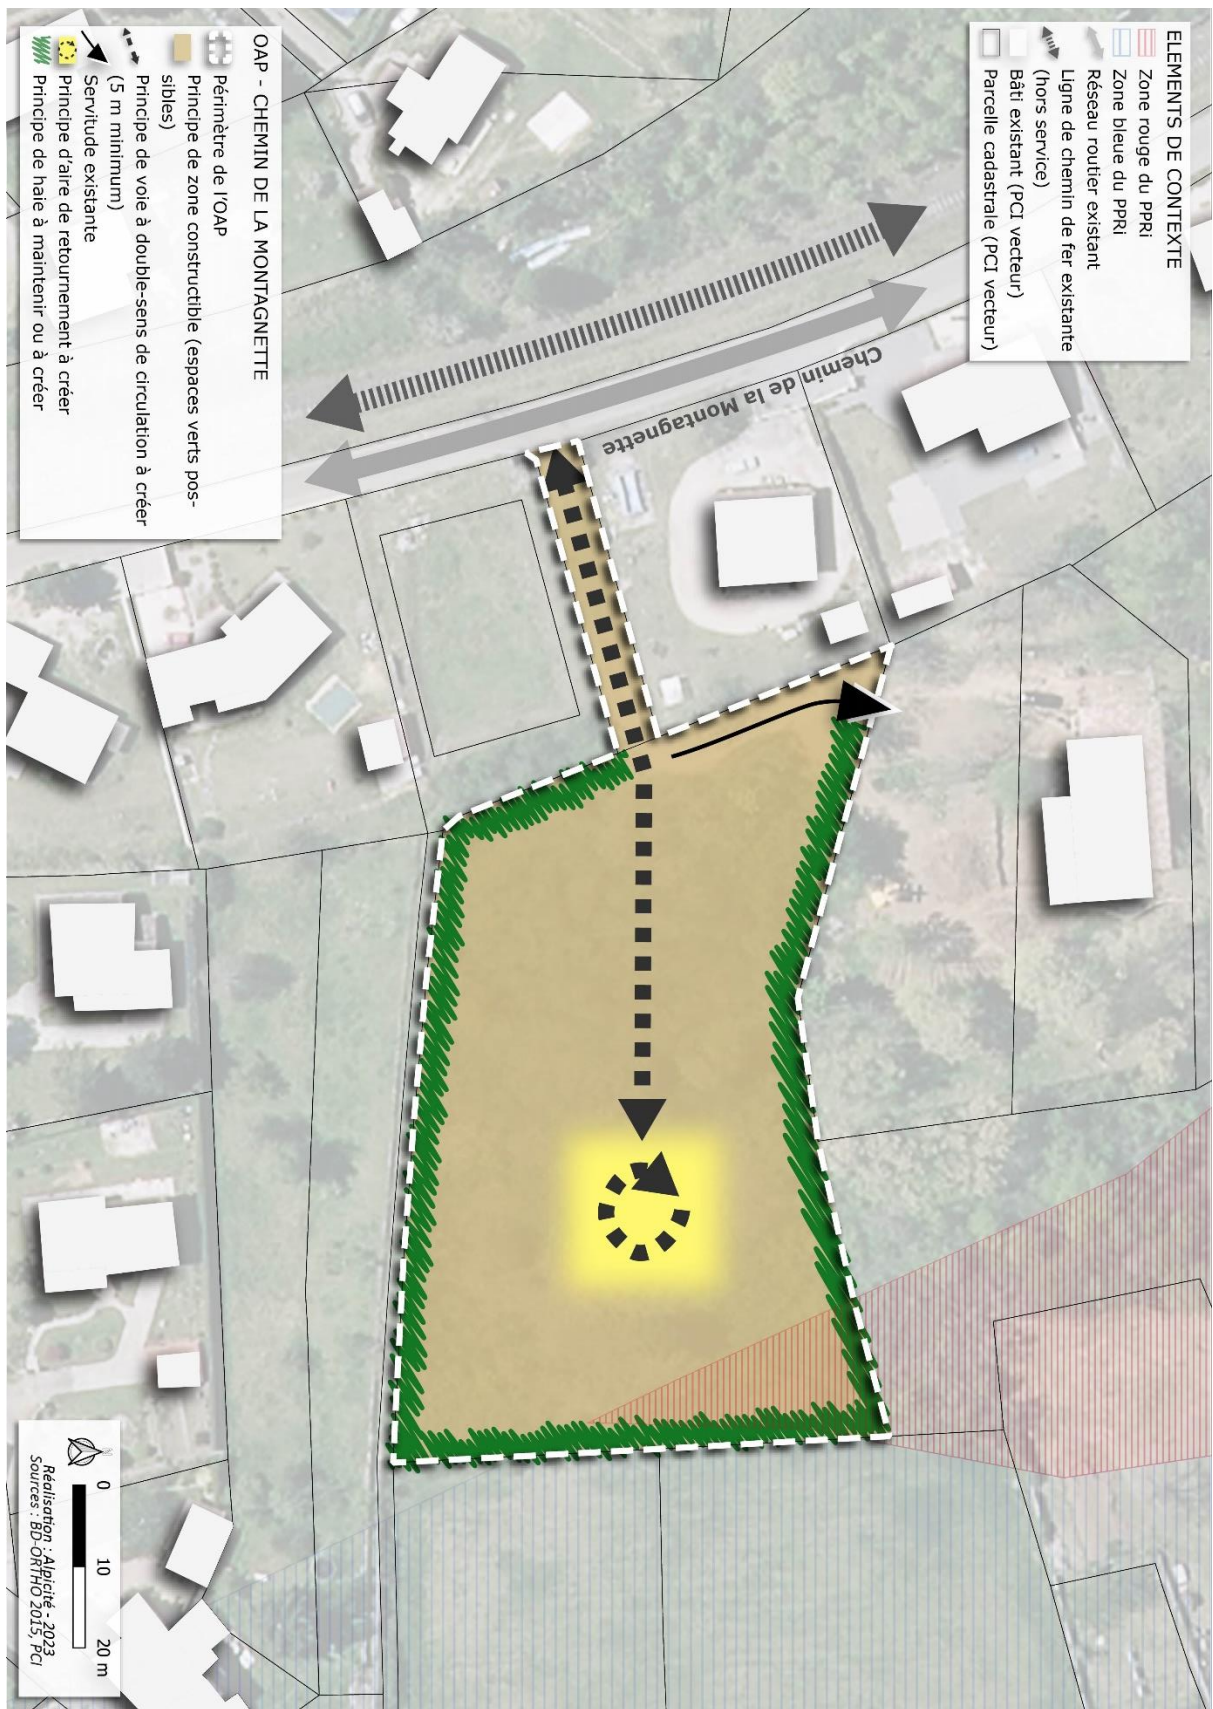 ELEMENTS DE CONTEXTE
Zone rouge du PPRi
Zone bleue du PPRi
Réseau routier existant
Ligne de chemin de fer existante
(hors service)
Bâti existant (PCI vecteur)
Parcelle cadastrale (PCI vecteur)
OAP - CHEMIN DE LA MONTAGNETTE
Périmètre de l'OAP
Principe de zone constructible (espaces verts pos-
sibles)
Principe de voie à double-sens de circulation à créer
(5 m minimum)
Servitude existante
Principe d'aire de retournement à créer
Principe de haie à maintenir ou à créer
Chemin de la Montagnette
N
0 10 20 m
Réalisation : Alpicité - 2023
Sources : BD-ORTHO 2015, PCI